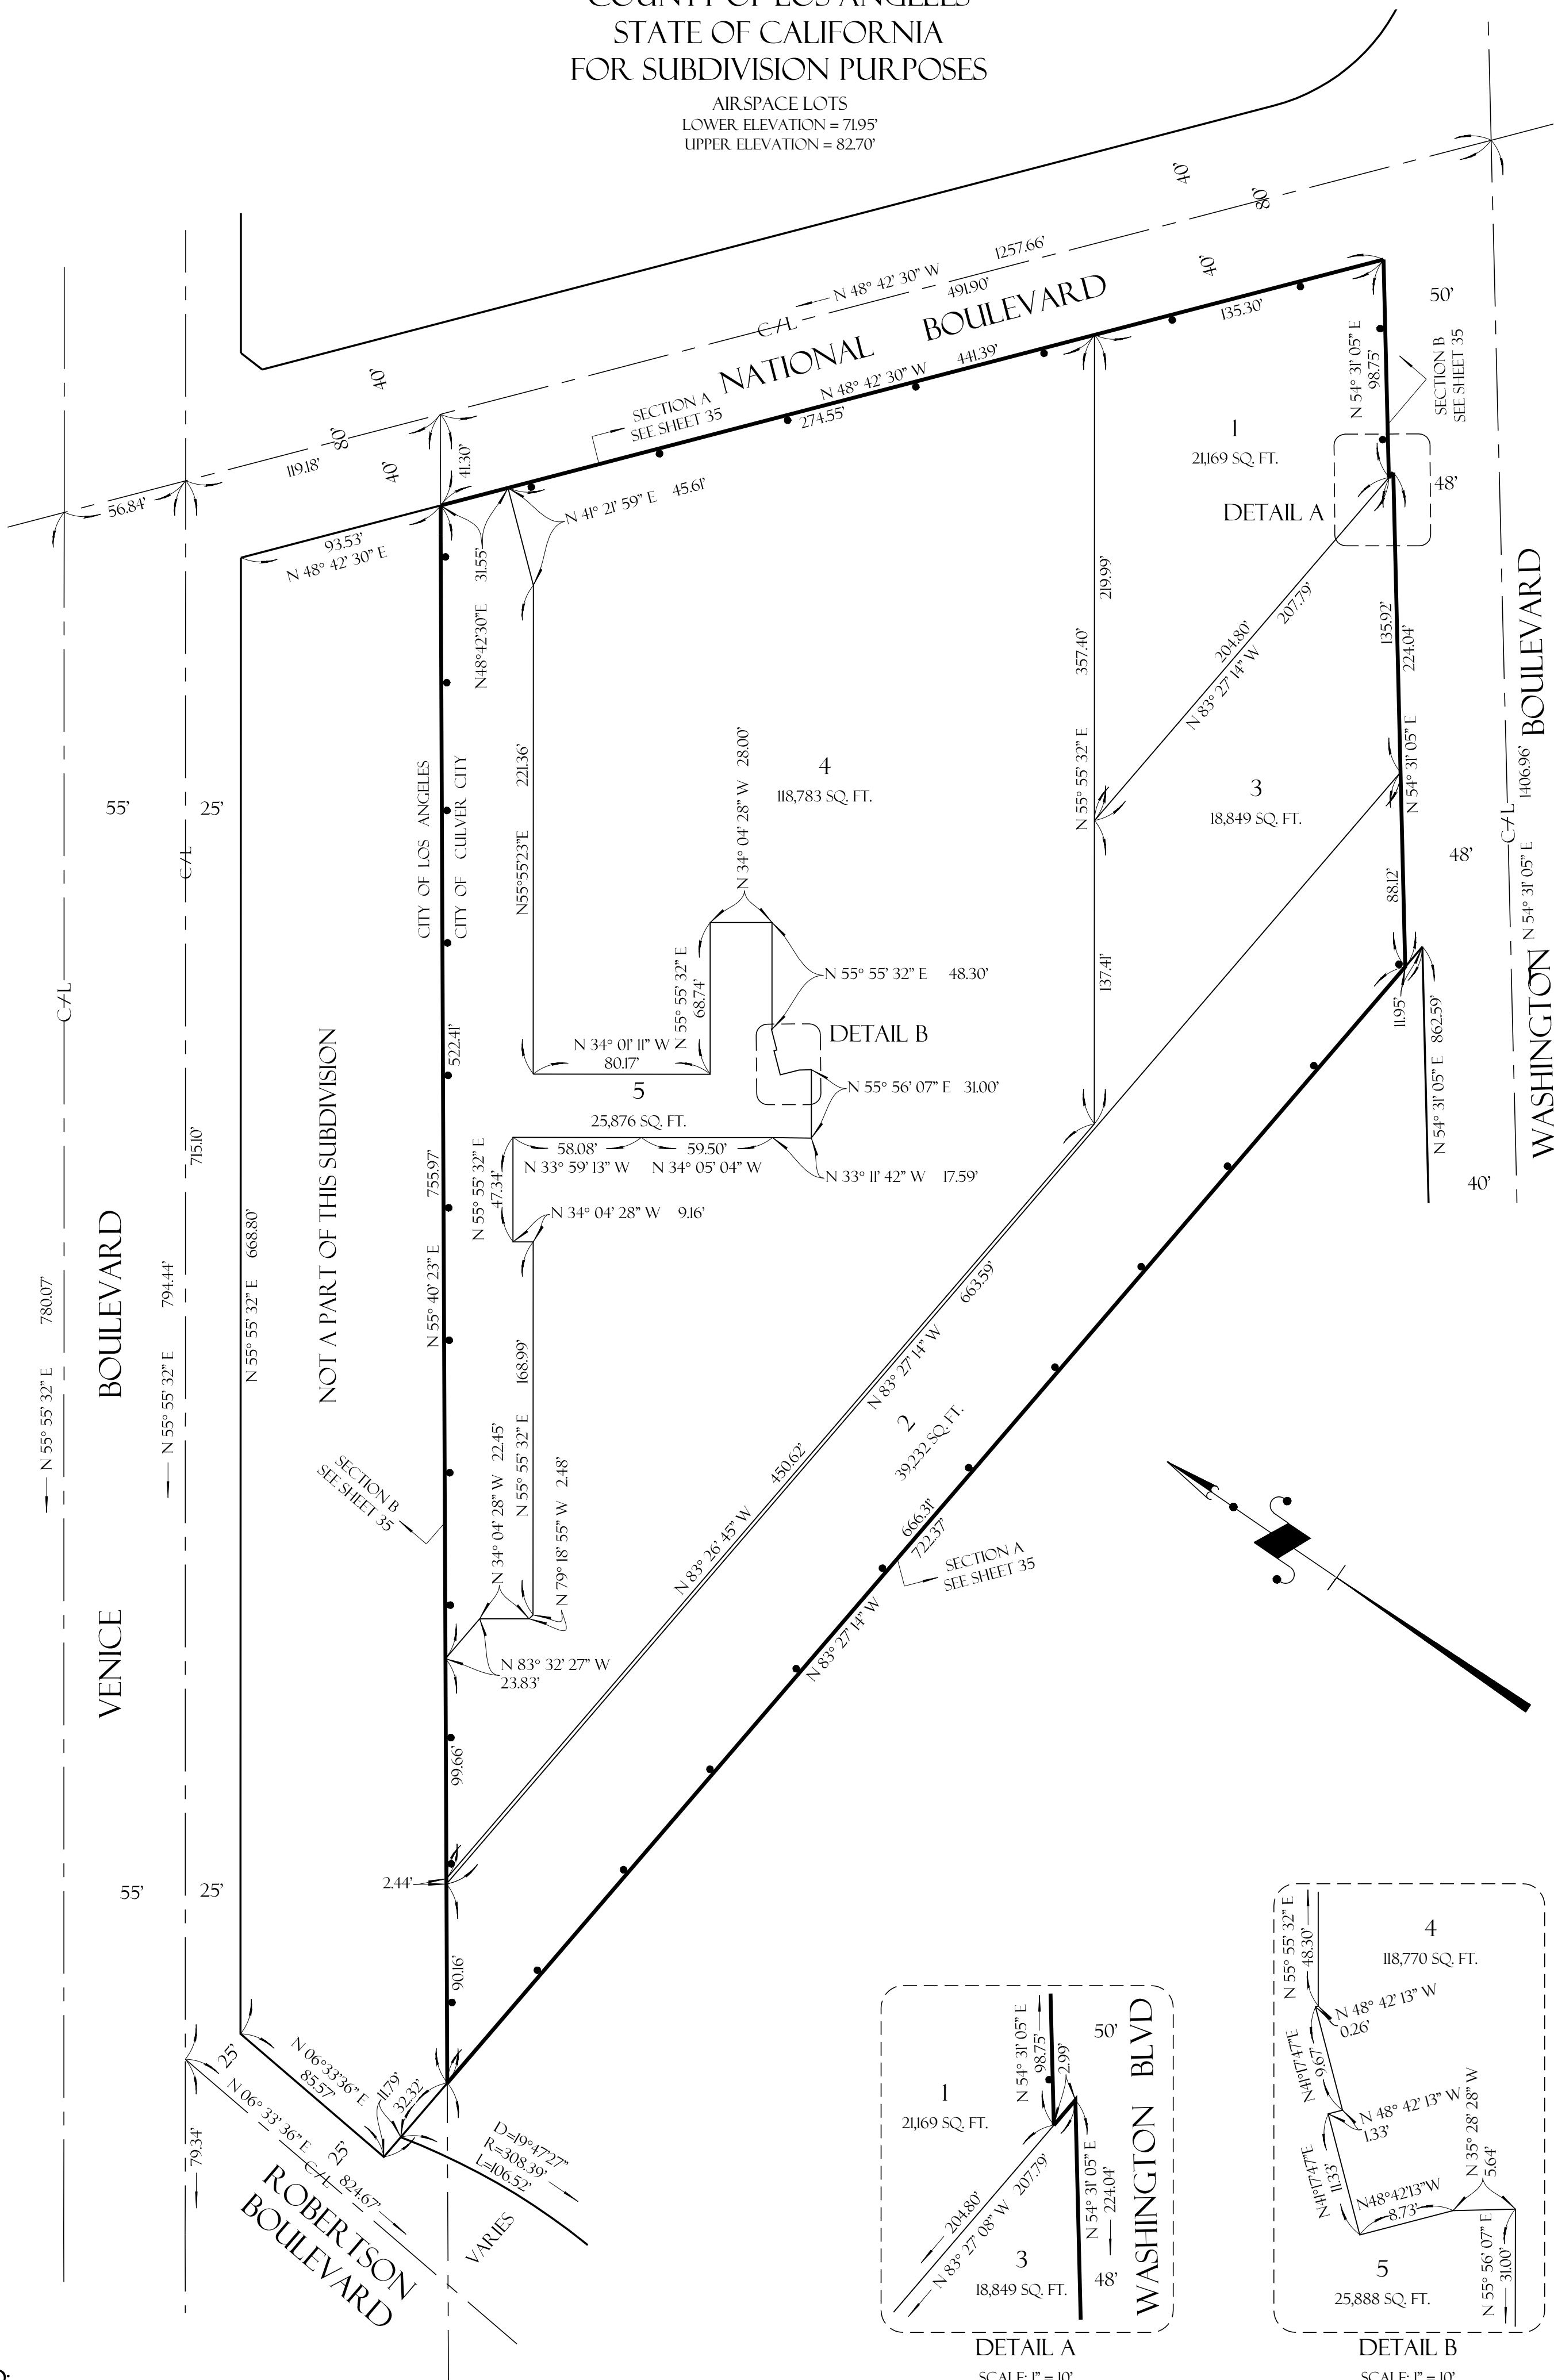 COUNTY OF LOS ANGELES
STATE OF CALIFORNIA
FOR SUBDIVISION PURPOSES
AIRSPACE LOTS
LOWER ELEVATION = 71.95'
UPPER ELEVATION = 82.70'
40'
80'
40'
1257.66'
N 48° 42' 30" W
491.90'
C/L
NATIONAL BOULEVARD
441.39'
N 48° 42' 30" W
274.55'
135.30'
SECTION A
SEE SHEET 35
40'
80'
40'
119.18'
56.84'
41.30'
93.53'
N 48° 42' 30" E
31.55'
N48°42'30"E
N 41° 21' 59" E 45.61'
50'
N 54° 31' 05" E
98.75'
SECTION B
SEE SHEET 35
1
21,169 SQ. FT.
DETAIL A
48'
219.99'
357.40'
N 55° 55' 32" E
137.41'
204.80'
207.79'
N 83° 27' 14" W
135.92'
224.04'
N 54° 31' 05" E
88.12'
11.95'
3
18,849 SQ. FT.
48'
WASHINGTON BOULEVARD
C/L
N 54° 31' 05" E 1406.96'
N 54° 31' 05" E 862.59'
40'
4
118,783 SQ. FT.
221.36'
N55°55'23"E
CITY OF LOS ANGELES
CITY OF CULVER CITY
55'
25'
C/L
C/L
N 34° 04' 28" W 28.00'
N 55° 55' 32" E
68.74'
N 55° 55' 32" E 48.30'
DETAIL B
N 34° 01' 11" W
80.17'
5
25,876 SQ. FT.
N 55° 56' 07" E 31.00'
58.08'
59.50'
N 33° 59' 13" W
N 34° 05' 04" W
N 33° 11' 42" W 17.59'
N 55° 55' 32" E
47.34'
N 34° 04' 28" W 9.16'
NOT A PART OF THIS SUBDIVISION
522.41'
755.97'
N 55° 40' 23" E
715.10'
N 55° 55' 32" E 668.80'
N 55° 55' 32" E 794.44'
N 55° 55' 32" E 780.07'
VENICE BOULEVARD
168.99'
N 55° 55' 32" E
N 34° 04' 28" W 22.45'
N 79° 18' 55" W 2.48'
N 83° 32' 27" W
23.83'
SECTION B
SEE SHEET 35
663.59'
N 83° 27' 14" W
450.62'
N 83° 26' 45" W
2
39,232 SQ. FT.
666.31'
722.37'
N 83° 27' 14" W
SECTION A
SEE SHEET 35
99.66'
2.44'
90.16'
55'
25'
25'
N 06°33'36" E
85.57'
11.79'
32.32'
N 06° 33' 36" E
C/L
824.67'
25'
79.34'
D=19°47'27"
R=308.39'
L=106.52'
VARIES
ROBERTSON
BOULEVARD
N 54° 31' 05" E
98.75'
2.99'
50'
1
21,169 SQ. FT.
204.80'
207.79'
N 83° 27' 08" W
N 54° 31' 05" E
224.04'
3
18,849 SQ. FT.
48'
WASHINGTON BLVD
DETAIL A
SCALE: 1" = 10'
N 55° 55' 32" E
48.30'
4
118,770 SQ. FT.
N 48° 42' 13" W
0.26'
N41°17'47"E
9.67'
N 48° 42' 13" W
1.33'
N41°17'47"E
11.33'
N48°42'13"W
8.73'
N 35° 28' 28" W
5.64'
N 55° 56' 07" E
31.00'
5
25,888 SQ. FT.
DETAIL B
SCALE: 1" = 10'